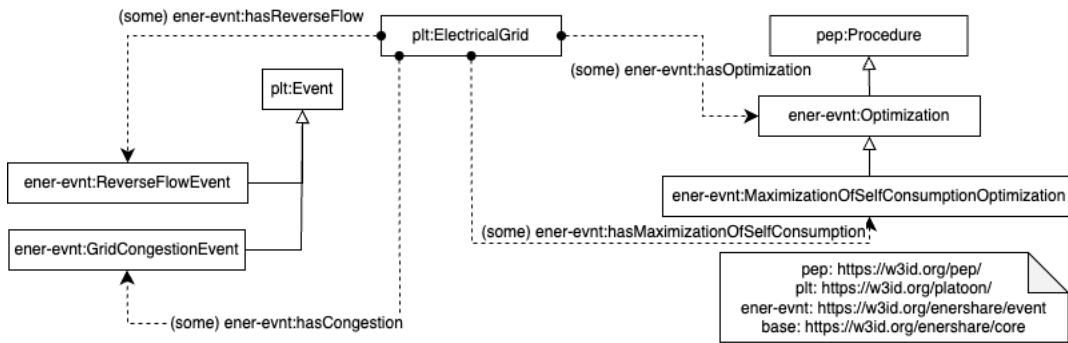 (some) ener-evnt:hasReverseFlow
plt:ElectricalGrid
pep:Procedure
(some) ener-evnt:hasOptimization
plt:Event
ener-evnt:Optimization
ener-evnt:ReverseFlowEvent
ener-evnt:MaximizationOfSelfConsumptionOptimization
(some) ener-evnt:hasMaximizationOfSelfConsumption
ener-evnt:GridCongestionEvent
pep: https://w3id.org/pep/
plt: https://w3id.org/platoon/
ener-evnt: https://w3id.org/enershare/event
base: https://w3id.org/enershare/core
(some) ener-evnt:hasCongestion